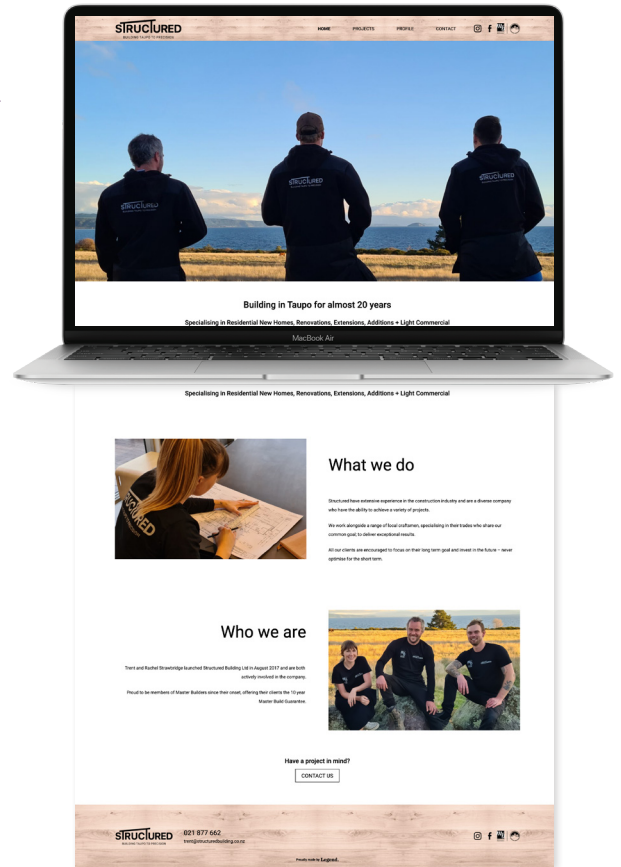 STRUCTURED
BUILDING TAUPO TO PRECISION
HOME PROJECTS PROFILE CONTACT
STRUCTURED
STRUCTURED
STRUCTURED
Building in Taupo for almost 20 years
Specialising in Residential New Homes, Renovations, Extensions, Additions + Light Commercial
MacBook Air
Specialising in Residential New Homes, Renovations, Extensions, Additions + Light Commercial
STRUCTURED
What we do
Structured have extensive experience in the construction industry and are a diverse company
who have the ability to achieve a variety of projects.
We work alongside a range of local craftsmen, specialising in their trades who share our
common goal; to deliver exceptional results.
All our clients are encouraged to focus on their long term goal and invest in the future – never
optimise for the short term.
Who we are
Trent and Rachel Strawbridge launched Structured Building Ltd in August 2017 and are both
actively involved in the company.
Proud to be members of Master Builders since their onset, offering their clients the 10 year
Master Build Guarantee.
Have a project in mind?
CONTACT US
STRUCTURED
BUILDING TAUPO TO PRECISION
021 877 662
trent@structuredbuilding.co.nz
Proudly made by Legend.